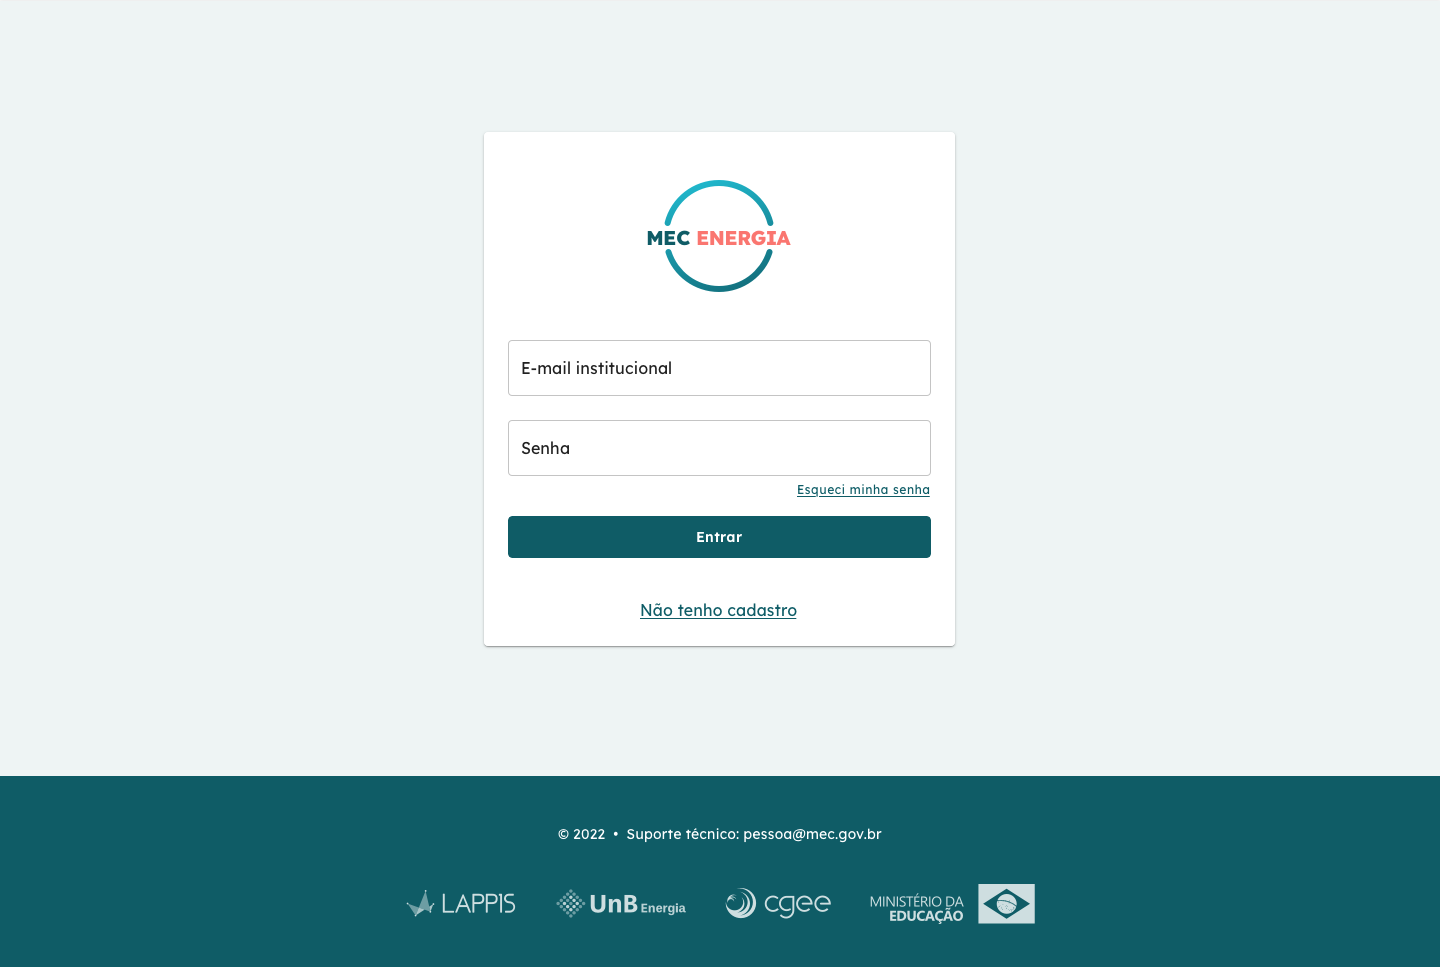 MEC ENERGIA
E-mail institucional
Senha
Esqueci minha senha
Entrar
Não tenho cadastro
© 2022 • Suporte técnico: pessoa@mec.gov.br
LAPPIS
UnB Energia
cgee
MINISTÉRIO DA
EDUCAÇÃO